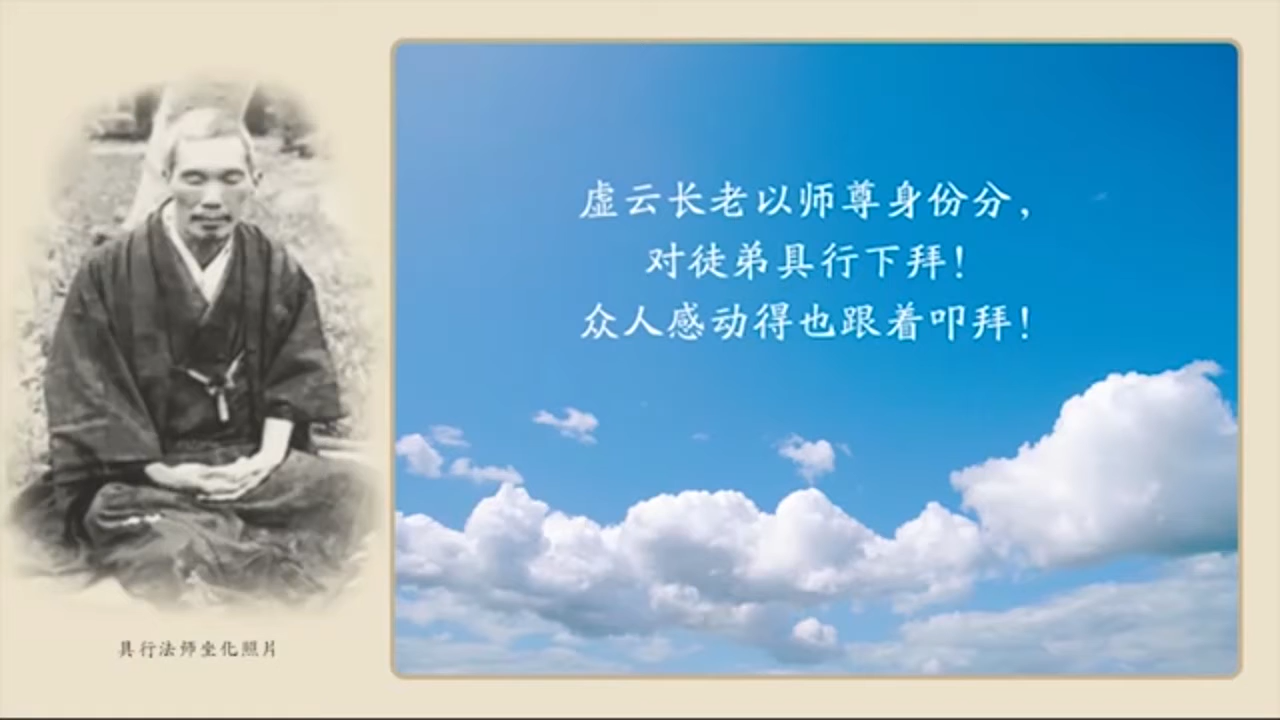 虚云长老以师尊身份分，
对徒弟具行下拜！
众人感动得也跟着叩拜！
具行法师坐化照片